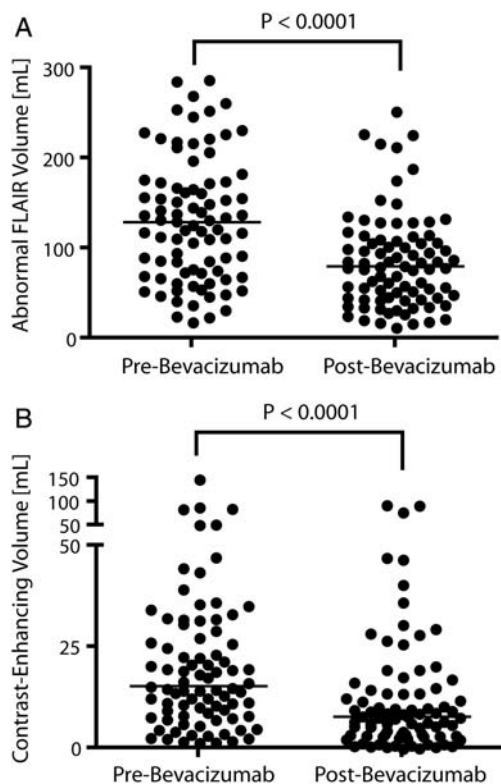 A
P < 0.0001
Abnormal FLAIR Volume [mL]
300
200
100
0
Pre-Bevacizumab Post-Bevacizumab
B
P < 0.0001
Contrast-Enhancing Volume [mL]
150
100
50
50
25
0
Pre-Bevacizumab Post-Bevacizumab